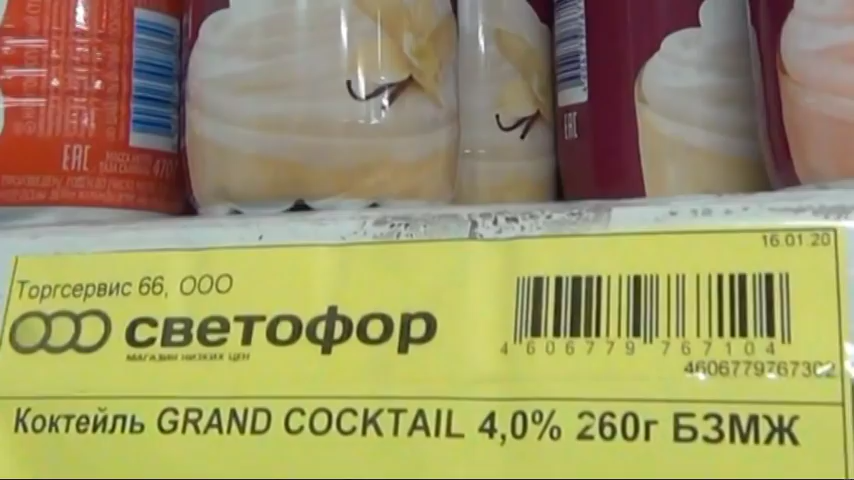 EAC
EAC
16.01.20
Торгсервис 66, ООО
светофор
МАГАЗИН НИЗКИХ ЦЕН
4 606779 767104
4606779767302
Коктейль GRAND COCKTAIL 4,0% 260г БЗМЖ